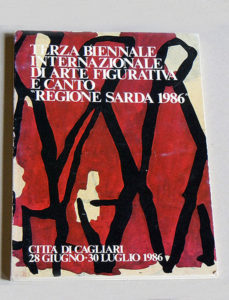 TERZA BIENNALE
INTERNAZIONALE
DI ARTE FIGURATIVA
E CANTO
"REGIONE SARDA 1986"
CITTÀ DI CAGLIARI
28 GIUGNO-30 LUGLIO 1986